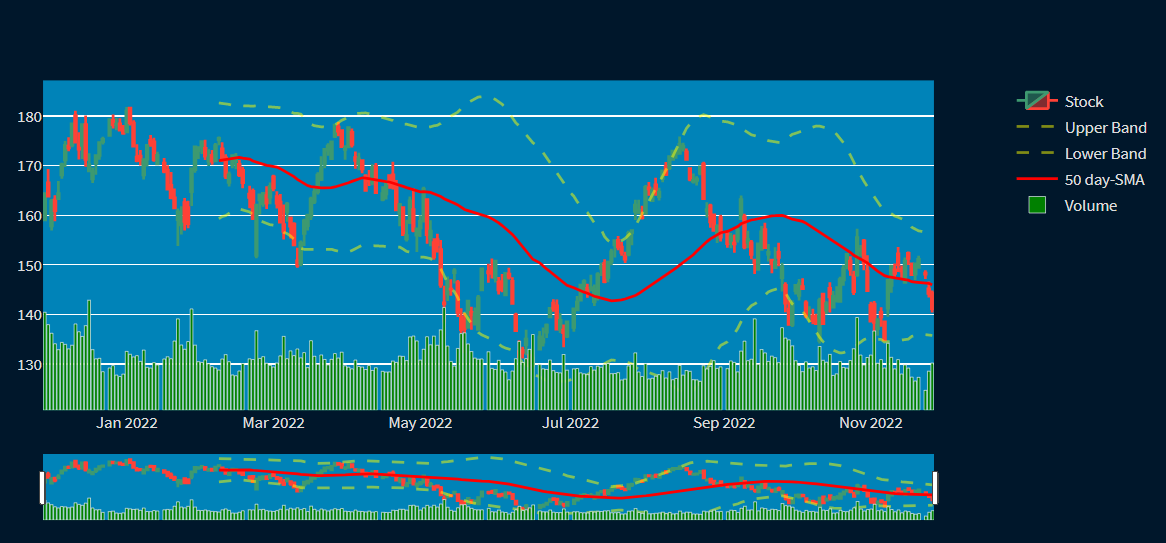 180
170
160
150
140
130
Jan 2022 Mar 2022 May 2022 Jul 2022 Sep 2022 Nov 2022
Stock
Upper Band
Lower Band
50 day-SMA
Volume